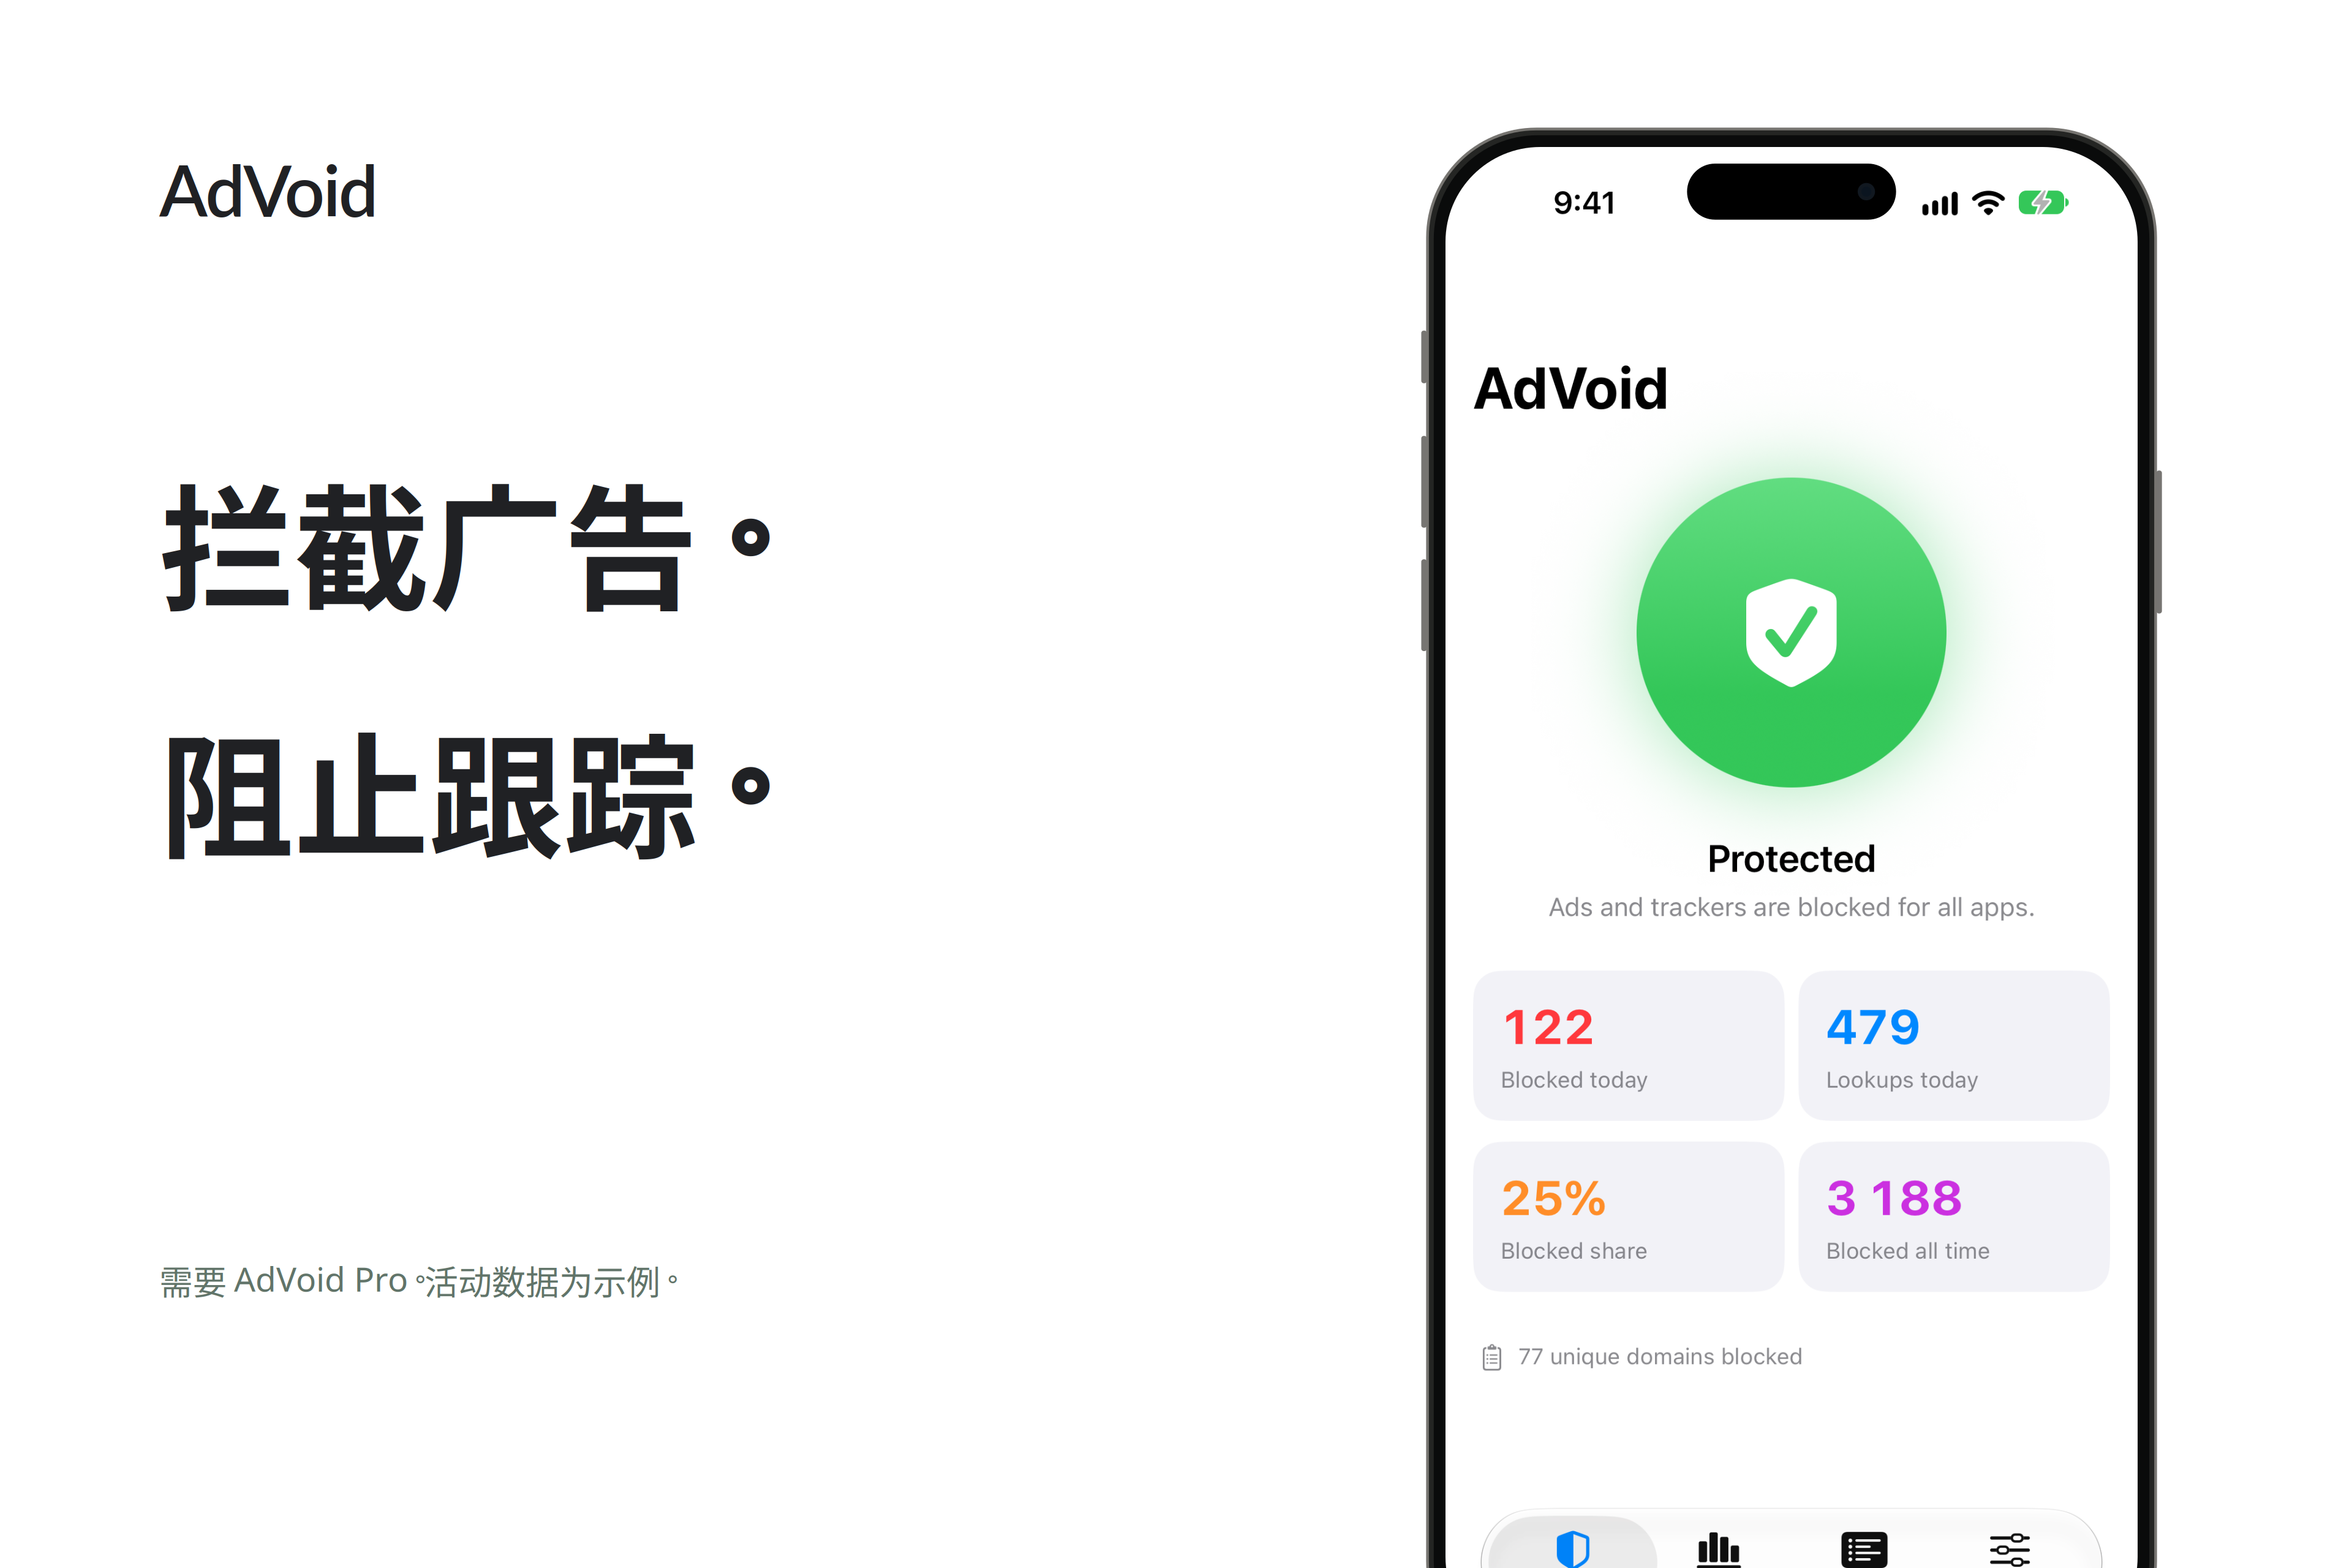 AdVoid
拦截广告。
阻止跟踪。
需要 AdVoid Pro。活动数据为示例。
9:41
AdVoid
Protected
Ads and trackers are blocked for all apps.
122
Blocked today
479
Lookups today
25%
Blocked share
3 188
Blocked all time
77 unique domains blocked